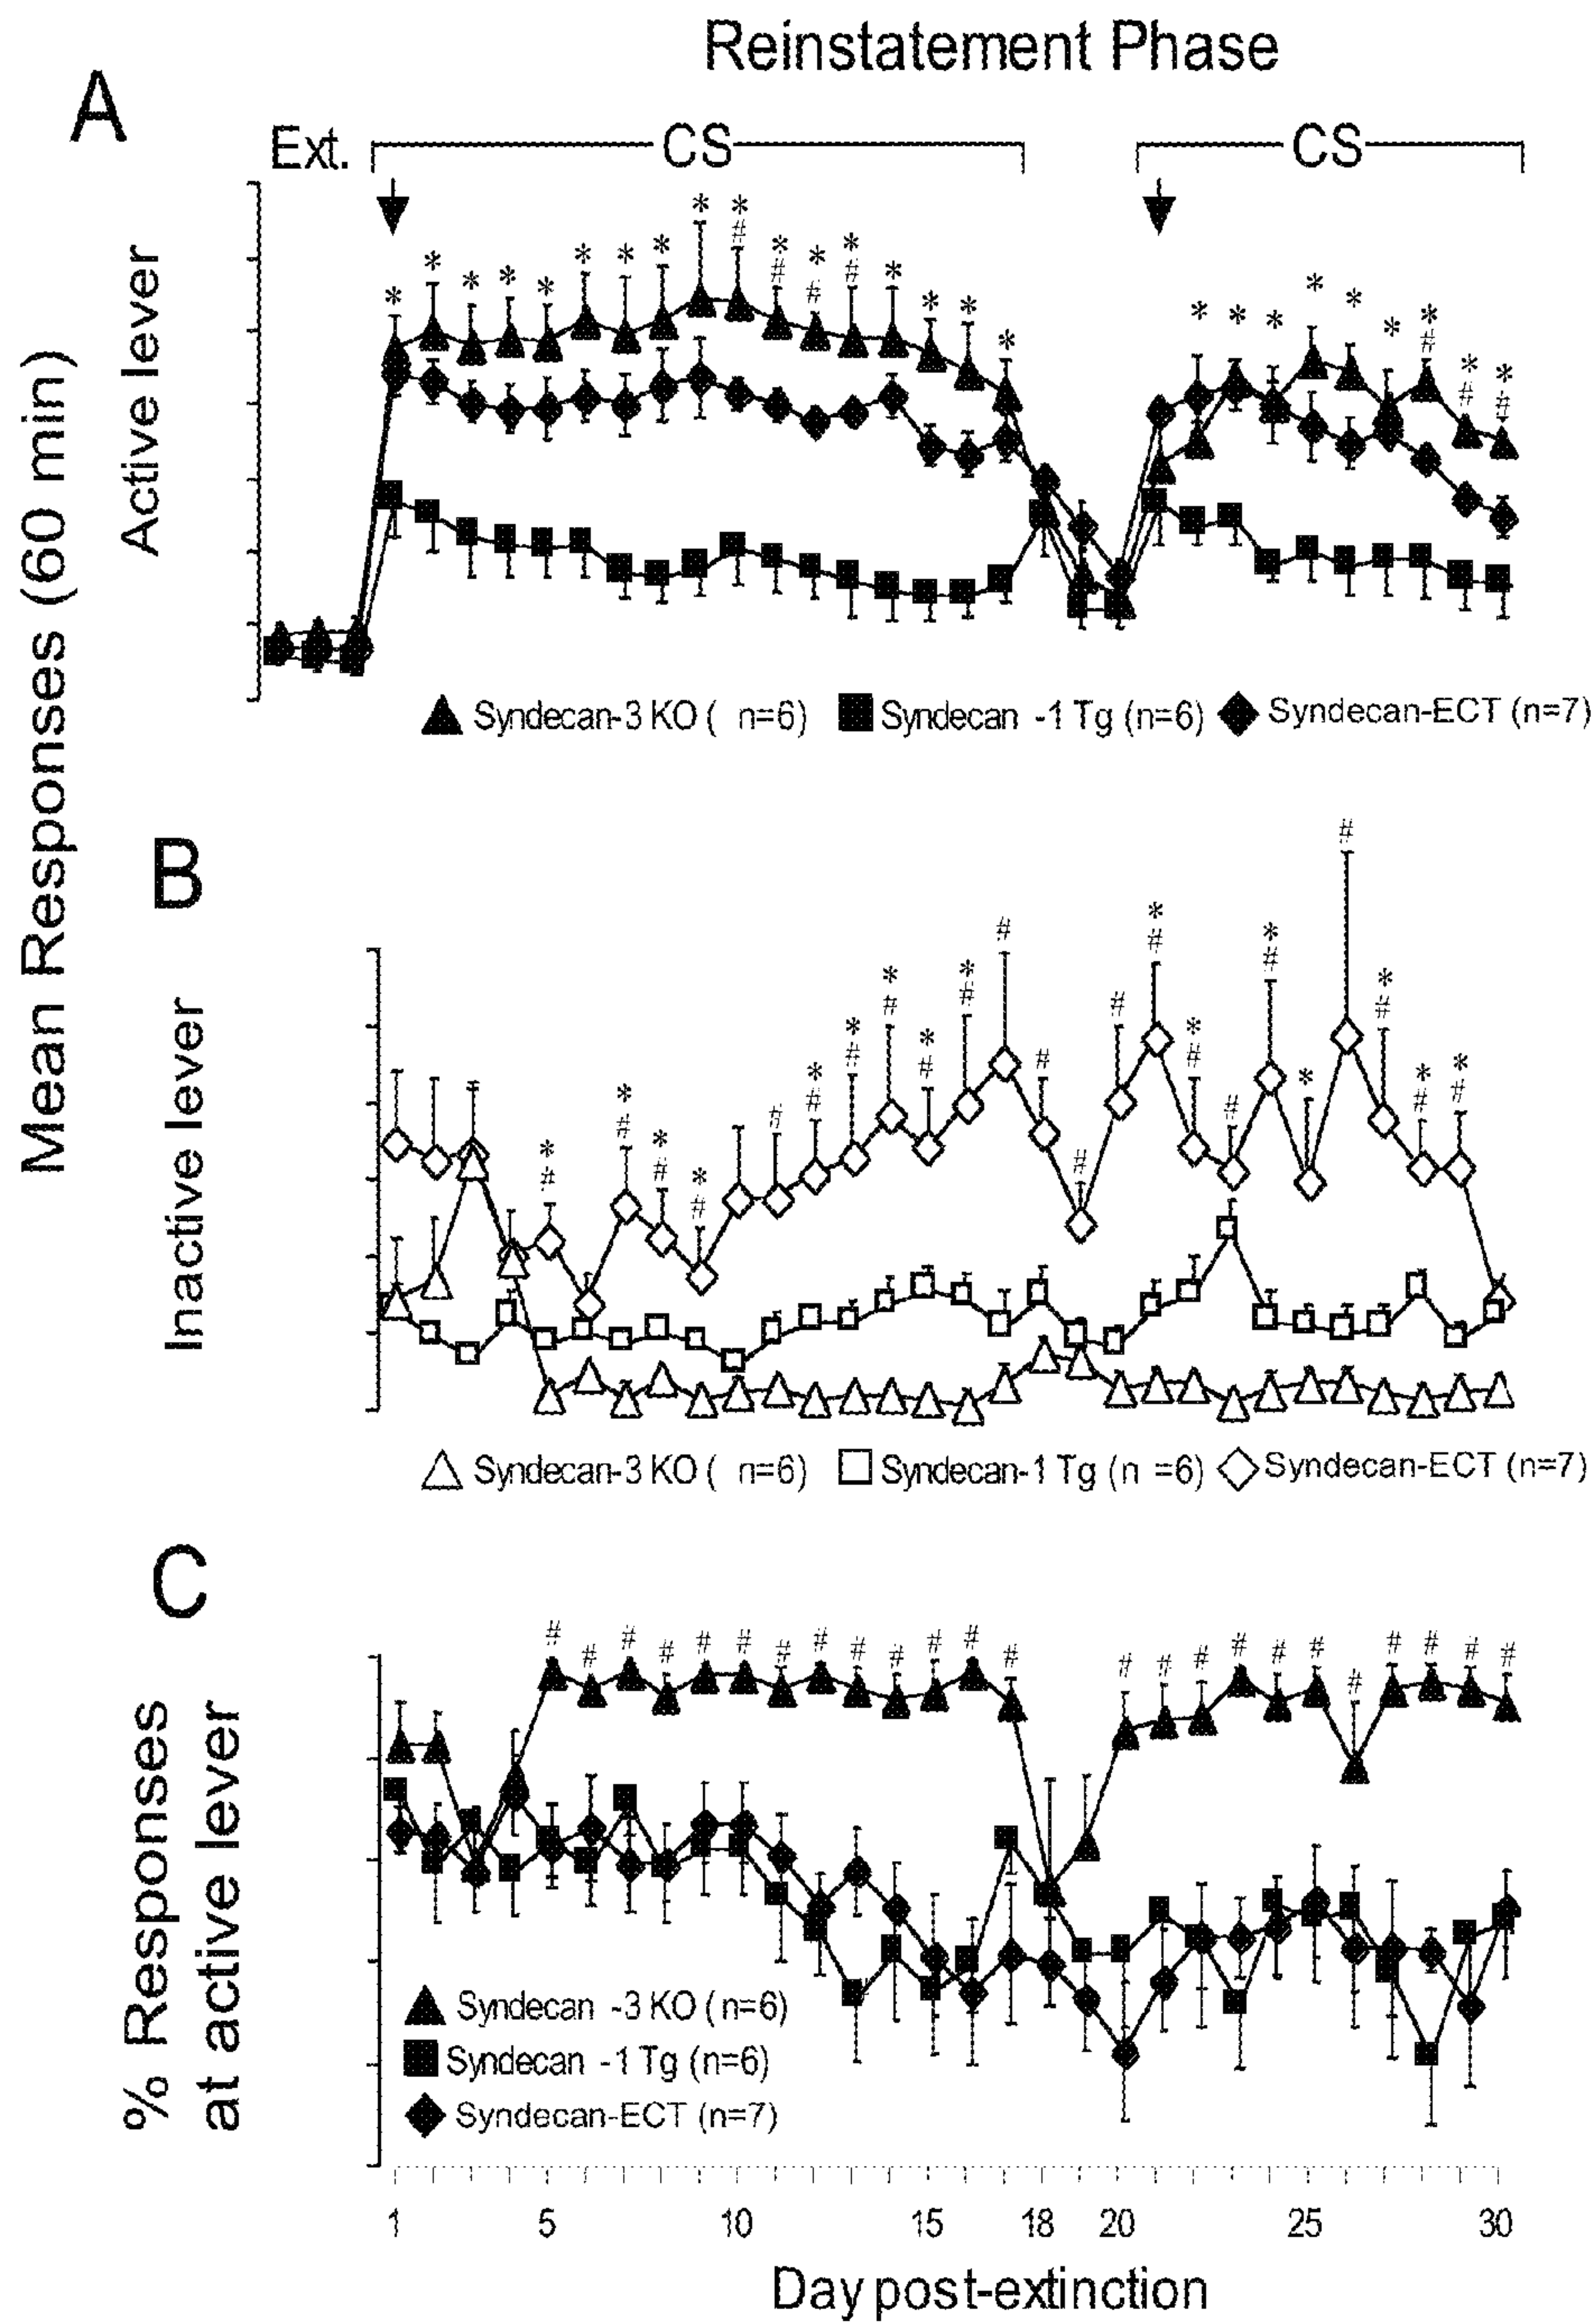 Reinstatement Phase
A
Ext.
CS
CS
Mean Responses (60 min)
Active lever
* * * * * * * * * * * * * * * * *
# # # #
* * * * * * * * *
# # #
Syndecan-3 KO ( n=6)
Syndecan -1 Tg (n=6)
Syndecan-ECT (n=7)
B
Inactive lever
* * * * * * * * * * * * * * *
# # # # # # # # # # # # # # # # # # # # # #
Syndecan-3 KO ( n=6)
Syndecan-1 Tg (n =6)
Syndecan-ECT (n=7)
C
% Responses
at active lever
# # # # # # # # # # # # # # # # # # # # # # # #
Syndecan -3 KO (n=6)
Syndecan -1 Tg (n=6)
Syndecan-ECT (n=7)
1 5 10 15 18 20 25 30
Day post-extinction